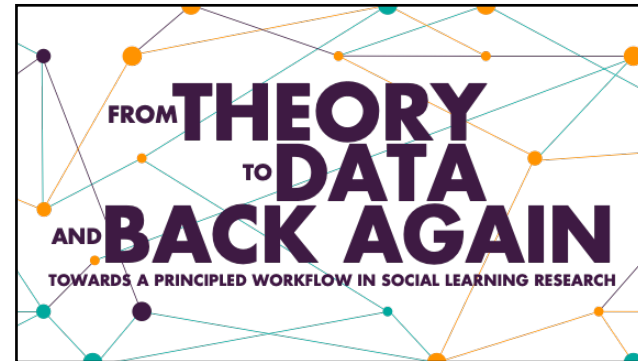 FROM THEORY
TO DATA
AND BACK AGAIN
TOWARDS A PRINCIPLED WORKFLOW IN SOCIAL LEARNING RESEARCH